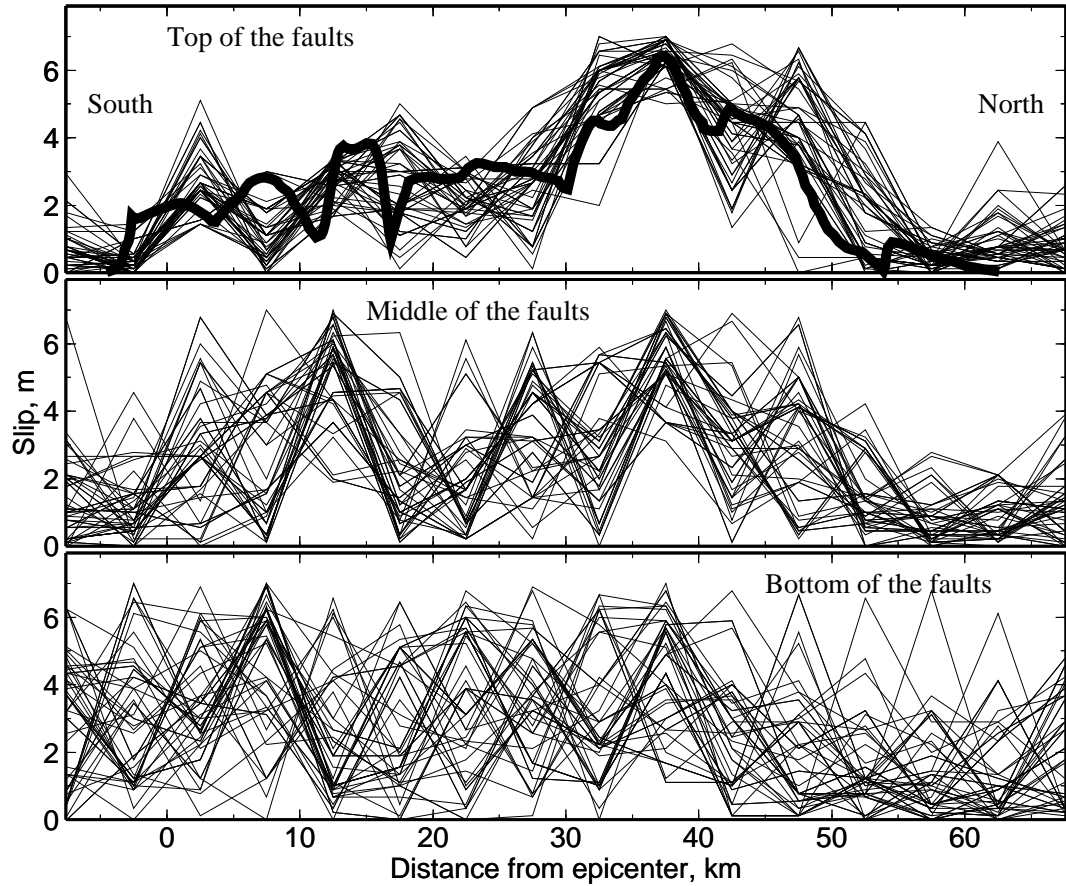 Top of the faults
South
North
6
4
2
0
Middle of the faults
6
4
2
0
Slip, m
Bottom of the faults
6
4
2
0
0 10 20 30 40 50 60
Distance from epicenter, km